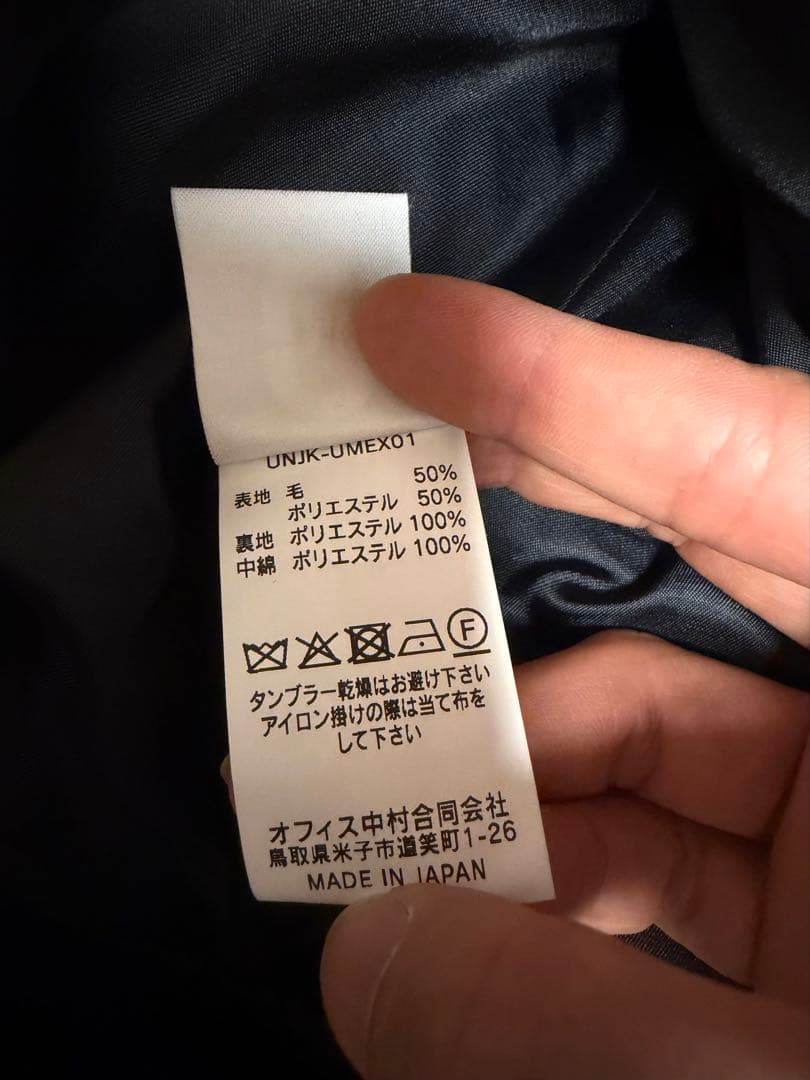 UNJK-UMEX01
表地 毛 50%
ポリエステル 50%
裏地 ポリエステル 100%
中綿 ポリエステル 100%
F
タンブラー乾燥はお避け下さい
アイロン掛けの際は当て布を
して下さい
オフィス中村合同会社
鳥取県米子市道笑町1-26
MADE IN JAPAN